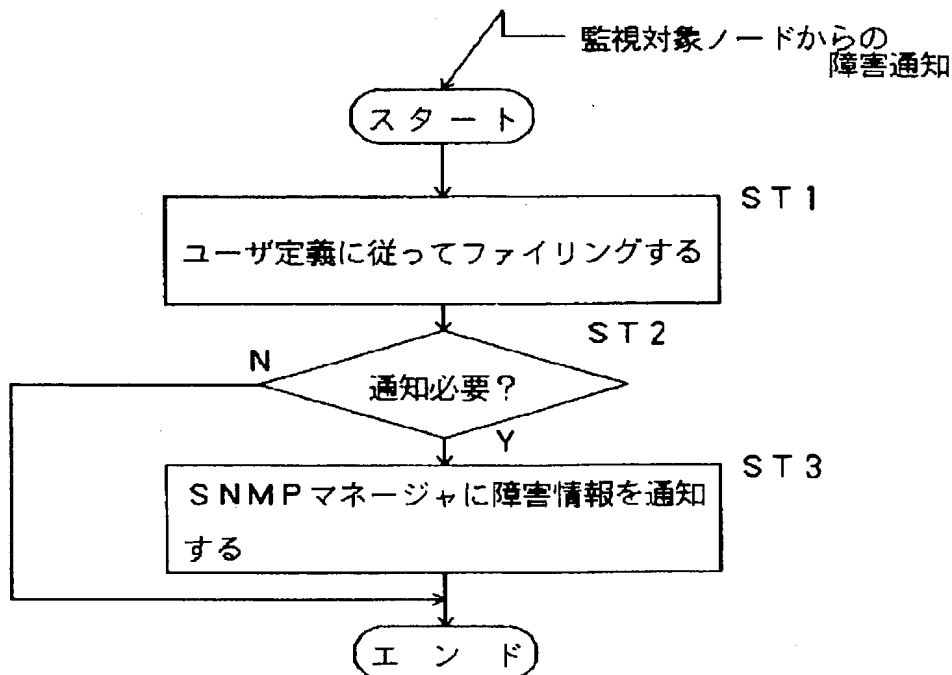 監視対象ノードからの
障害通知
スタート
ST1
ユーザ定義に従ってファイリングする
ST2
N
通知必要?
Y
ST3
SNMPマネージャに障害情報を通知
する
エンド